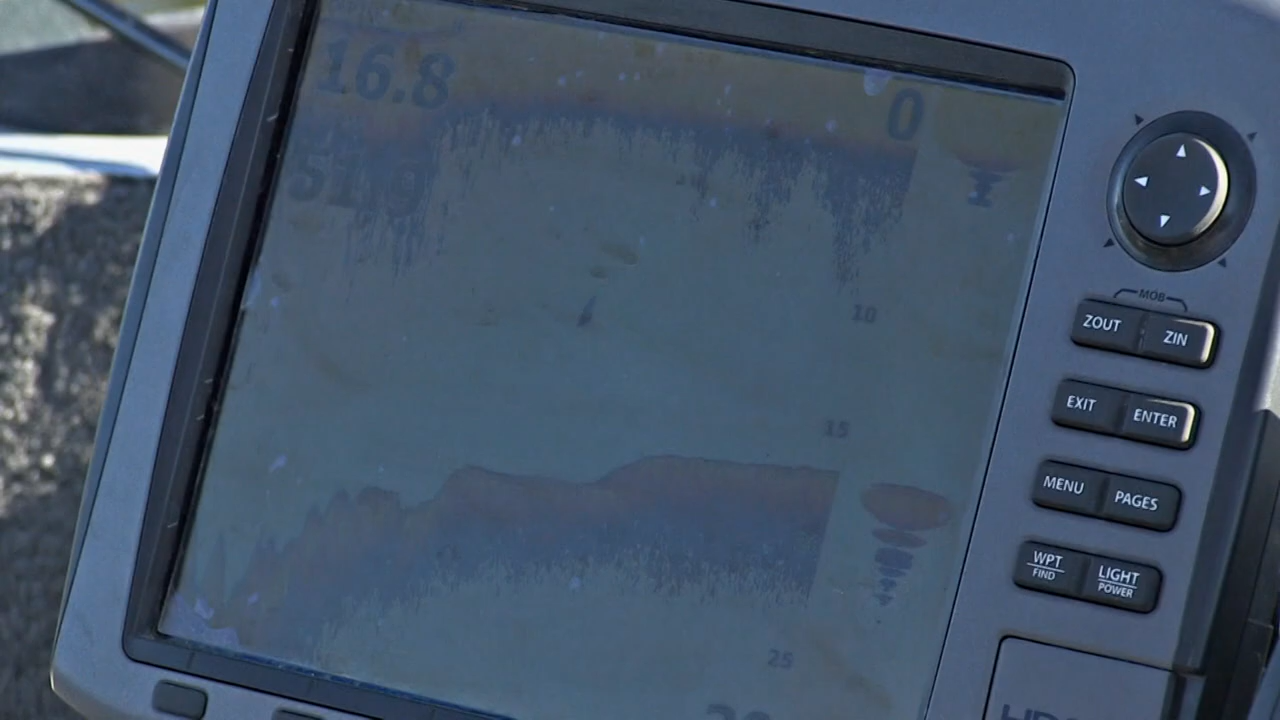 16.8
0
10
15
25
MOB
ZOUT ZIN
EXIT ENTER
MENU PAGES
WPT
FIND
LIGHT
POWER